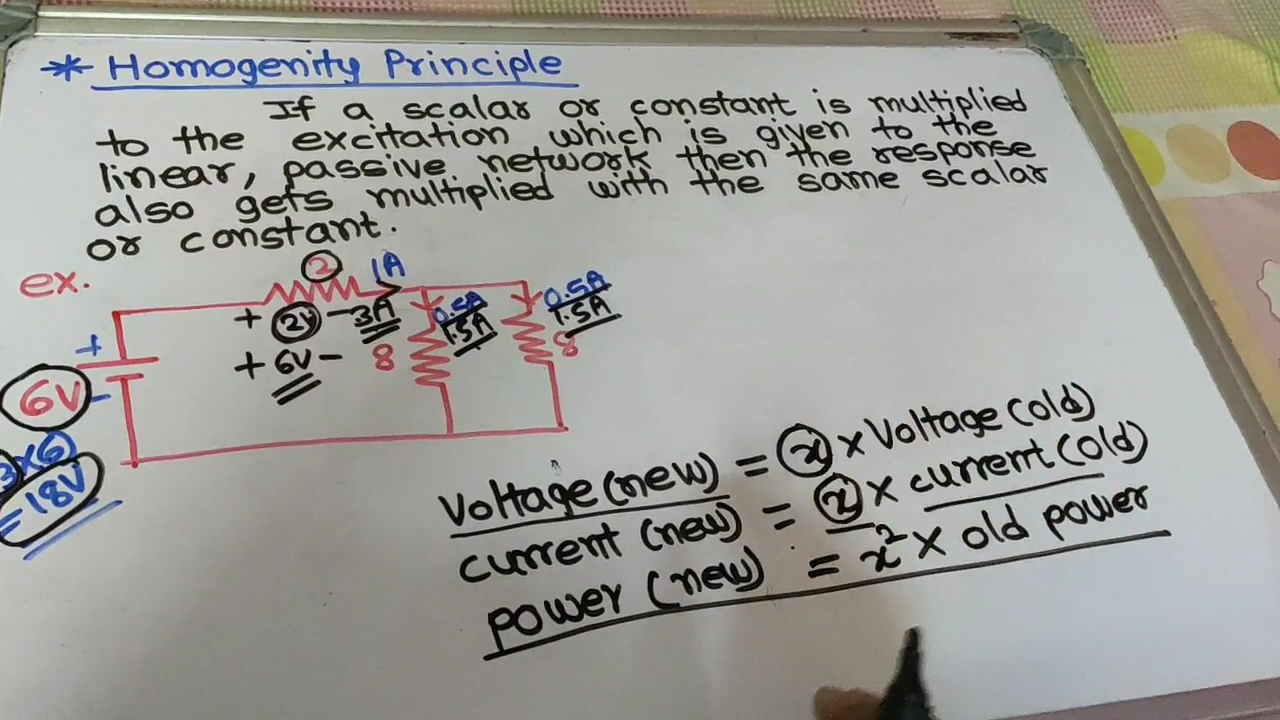 * Homogenity Principle
If a scalar or constant is multiplied
to the excitation which is given to the
linear, passive network then the response
also gets multiplied with the same scalar
or constant.
ex.
2
1A
0.5A
0.5A
+ 2V - 3A
1.5A
1.5A
+
+ 6V -
8
8
6V
-
3x6
= 18V
Voltage (new) = x x Voltage (old)
current (new) = x x current (old)
power (new) = x² x old power